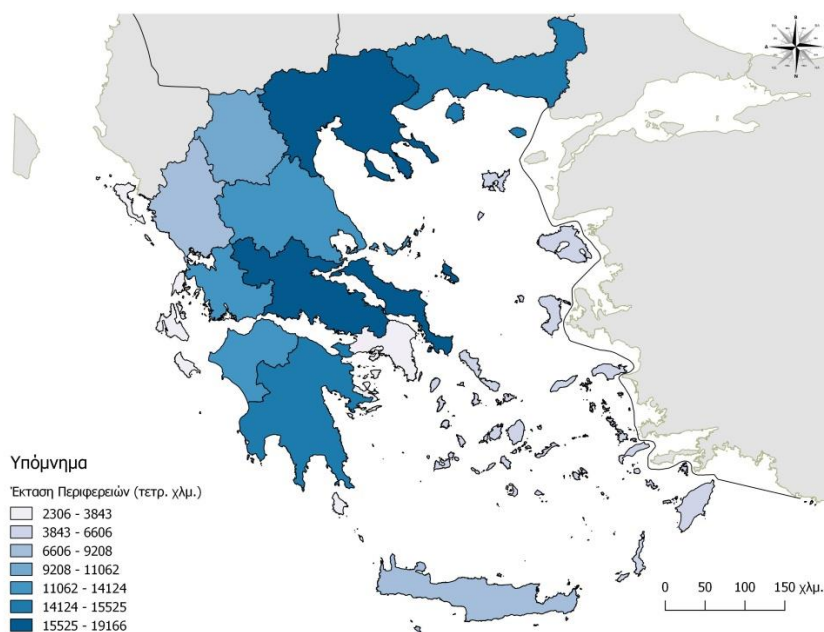 Β
Δ
Α
Ν
Υπόμνημα
Έκταση Περιφερειών (τετρ. χλμ.)
2306 - 3843
3843 - 6606
6606 - 9208
9208 - 11062
11062 - 14124
14124 - 15525
15525 - 19166
0 50 100 150 χλμ.